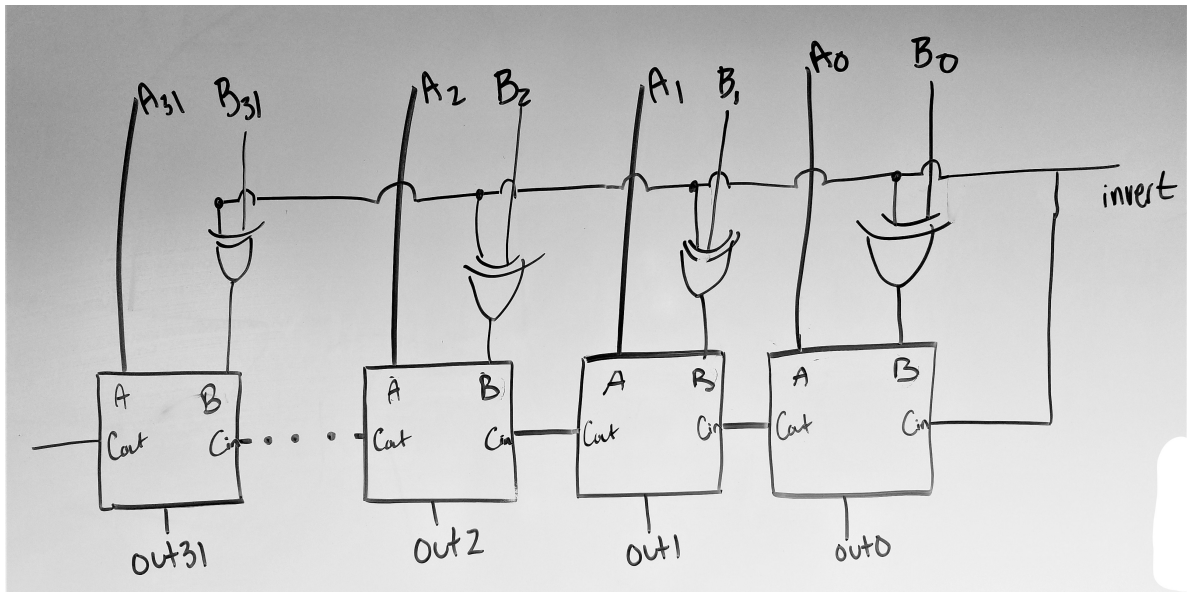 A31 B31 A2 B2 A1 B1 A0 B0
invert
A B A B A B A B
Cout Cin Cout Cin Cout Cin Cout Cin
out31 out2 out1 out0